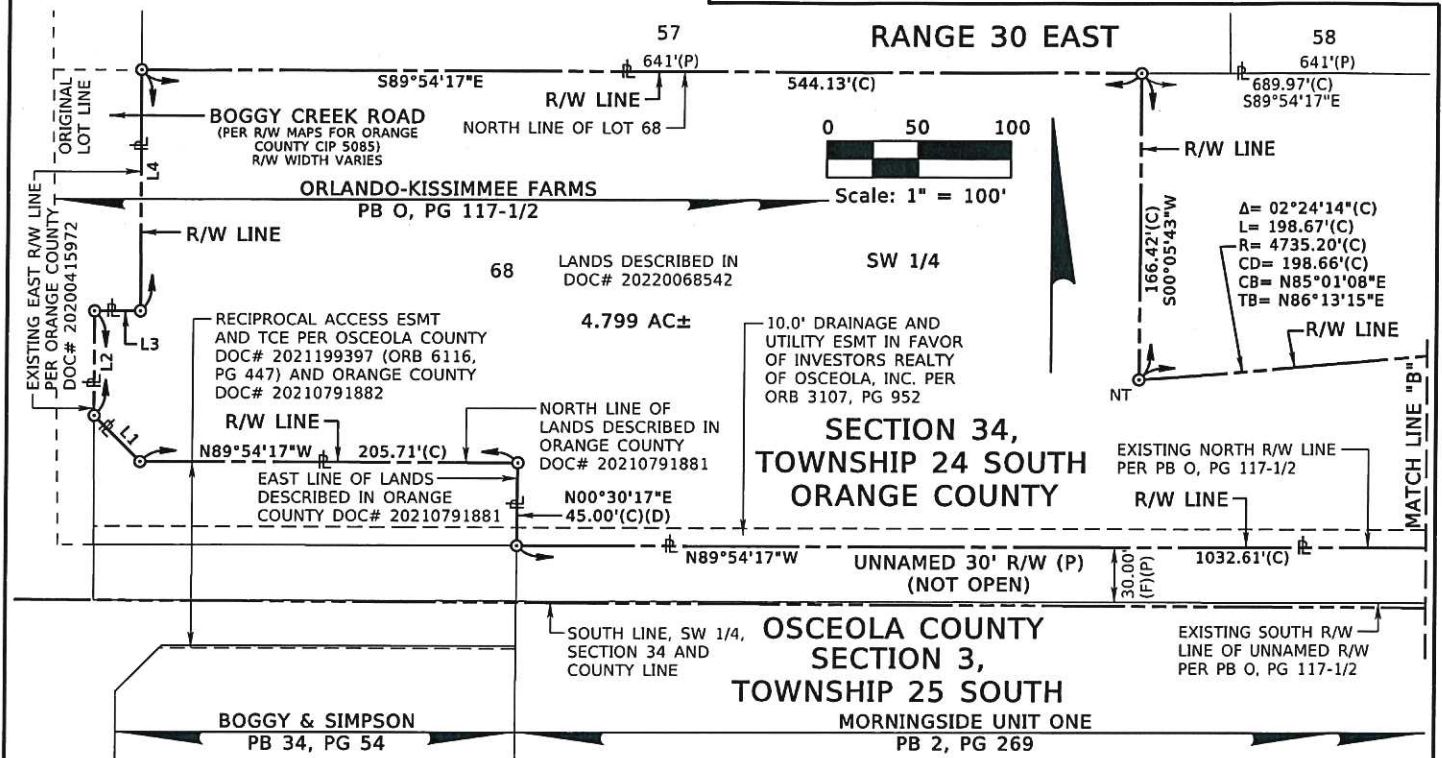 57
RANGE 30 EAST
58
641'(P)
641'(P)
S89°54'17"E
R/W LINE
544.13'(C)
689.97'(C)
S89°54'17"E
ORIGINAL
LOT LINE
BOGGY CREEK ROAD
(PER R/W MAPS FOR ORANGE
COUNTY CIP 5085)
R/W WIDTH VARIES
NORTH LINE OF LOT 68
0 50 100
Scale: 1" = 100'
R/W LINE
L4
ORLANDO-KISSIMMEE FARMS
PB O, PG 117-1/2
EXISTING EAST R/W LINE
PER ORANGE COUNTY
DOC# 20200415972
R/W LINE
68
LANDS DESCRIBED IN
DOC# 20220068542
4.799 AC±
SW 1/4
166.42'(C)
S00°05'43"W
Δ= 02°24'14"(C)
L= 198.67'(C)
R= 4735.20'(C)
CD= 198.66'(C)
CB= N85°01'08"E
TB= N86°13'15"E
R/W LINE
NT
L2
L3
L1
RECIPROCAL ACCESS ESMT
AND TCE PER OSCEOLA COUNTY
DOC# 2021199397 (ORB 6116,
PG 447) AND ORANGE COUNTY
DOC# 20210791882
10.0' DRAINAGE AND
UTILITY ESMT IN FAVOR
OF INVESTORS REALTY
OF OSCEOLA, INC. PER
ORB 3107, PG 952
R/W LINE
N89°54'17"W 205.71'(C)
NORTH LINE OF
LANDS DESCRIBED IN
ORANGE COUNTY
DOC# 20210791881
EAST LINE OF LANDS
DESCRIBED IN ORANGE
COUNTY DOC# 20210791881
N00°30'17"E
45.00'(C)(D)
SECTION 34,
TOWNSHIP 24 SOUTH
ORANGE COUNTY
EXISTING NORTH R/W LINE
PER PB O, PG 117-1/2
R/W LINE
MATCH LINE "B"
N89°54'17"W
UNNAMED 30' R/W (P)
(NOT OPEN)
30.00'
(F)(P)
1032.61'(C)
SOUTH LINE, SW 1/4,
SECTION 34 AND
COUNTY LINE
OSCEOLA COUNTY
SECTION 3,
TOWNSHIP 25 SOUTH
EXISTING SOUTH R/W
LINE OF UNNAMED R/W
PER PB O, PG 117-1/2
BOGGY & SIMPSON
PB 34, PG 54
MORNINGSIDE UNIT ONE
PB 2, PG 269